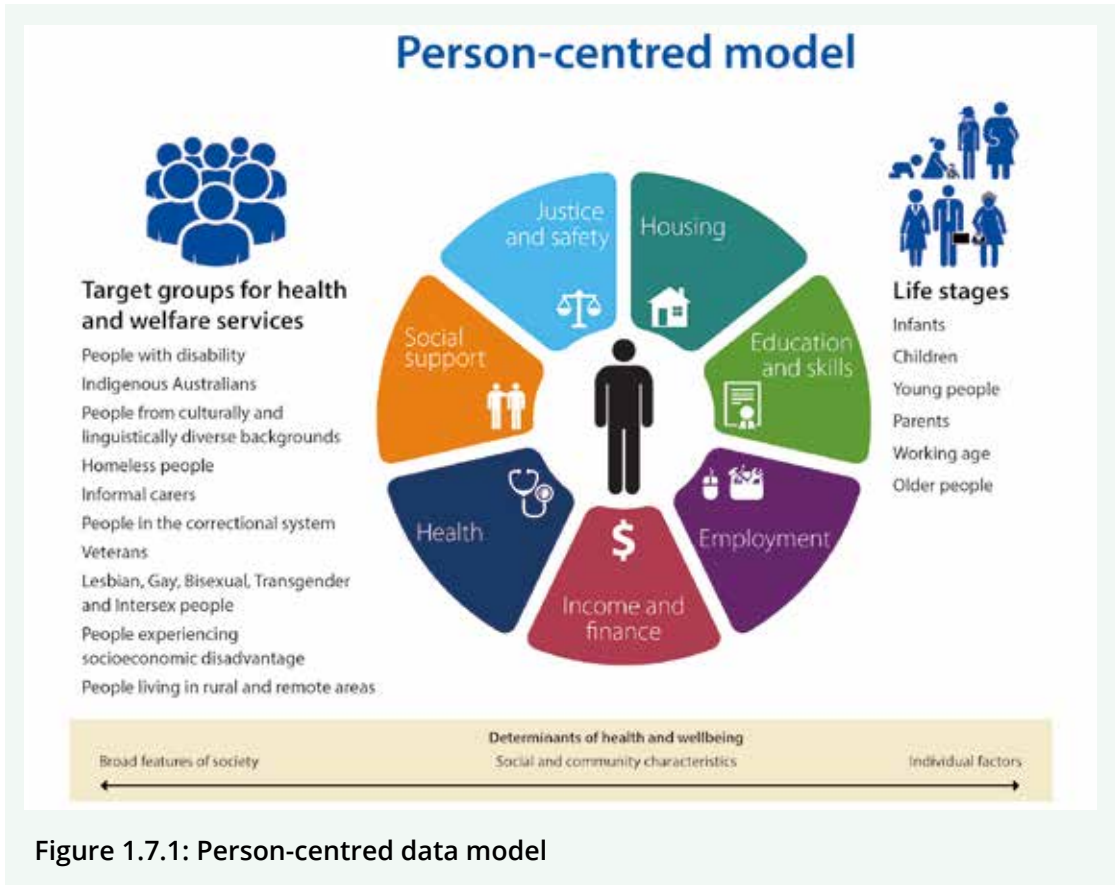 Person-centred model
Target groups for health
and welfare services
People with disability
Indigenous Australians
People from culturally and
linguistically diverse backgrounds
Homeless people
Informal carers
People in the correctional system
Veterans
Lesbian, Gay, Bisexual, Transgender
and Intersex people
People experiencing
socioeconomic disadvantage
People living in rural and remote areas
Justice
and safety
Housing
Social
support
Education
and skills
Health
$
Employment
Income and
finance
Life stages
Infants
Children
Young people
Parents
Working age
Older people
Determinants of health and wellbeing
Broad features of society
Social and community characteristics
Individual factors
Figure 1.7.1: Person-centred data model